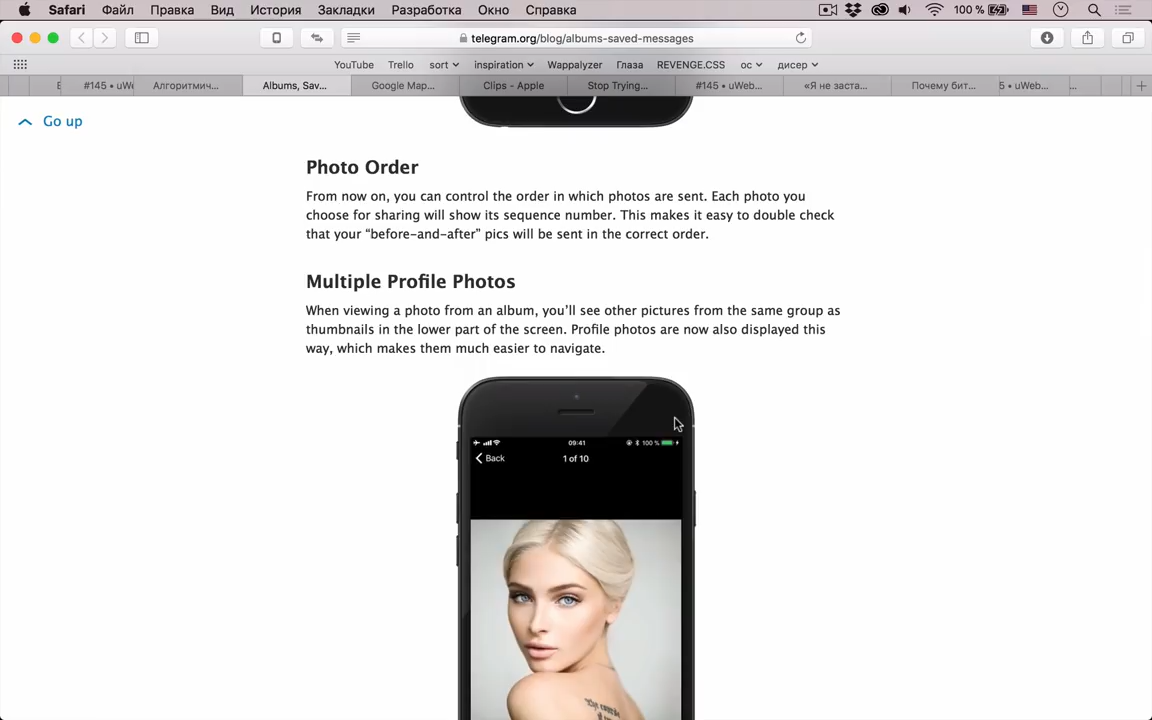 Safari Файл Правка Вид История Закладки Разработка Окно Справка 100 %
telegram.org/blog/albums-saved-messages
YouTube Trello sort inspiration Wappalyzer Глаза REVENGE.CSS ос дисер
#145 • uWe Алгоритмич... Albums, Sav... Google Map... Clips - Apple Stop Trying... #145 • uWeb... «Я не заста... Почему бит... 5 • uWeb... ...
Go up
Photo Order
From now on, you can control the order in which photos are sent. Each photo you
choose for sharing will show its sequence number. This makes it easy to double check
that your “before-and-after” pics will be sent in the correct order.
Multiple Profile Photos
When viewing a photo from an album, you’ll see other pictures from the same group as
thumbnails in the lower part of the screen. Profile photos are now also displayed this
way, which makes them much easier to navigate.
09:41 100 %
Back 1 of 10